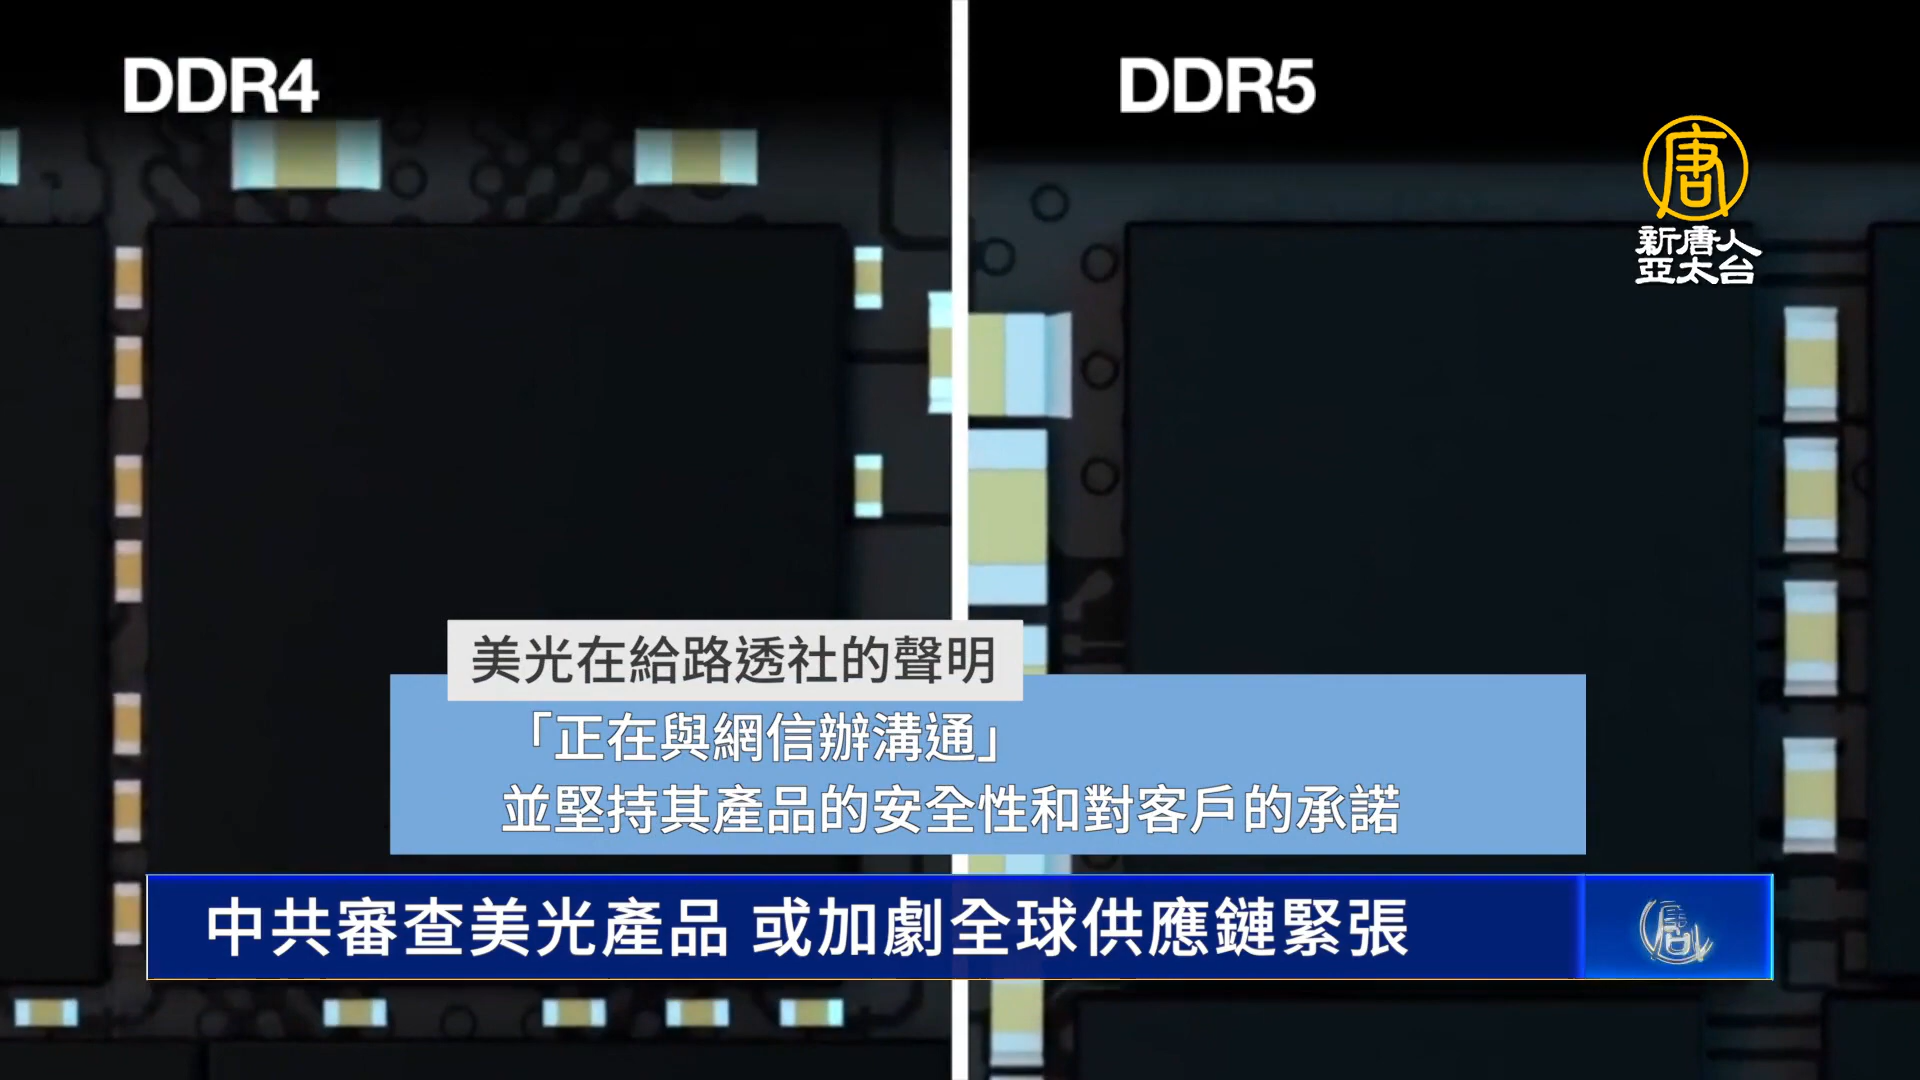 DDR4
DDR5
唐
新唐人
亞太台
美光在給路透社的聲明
「正在與網信辦溝通」
並堅持其產品的安全性和對客戶的承諾
中共審查美光產品 或加劇全球供應鏈緊張
唐